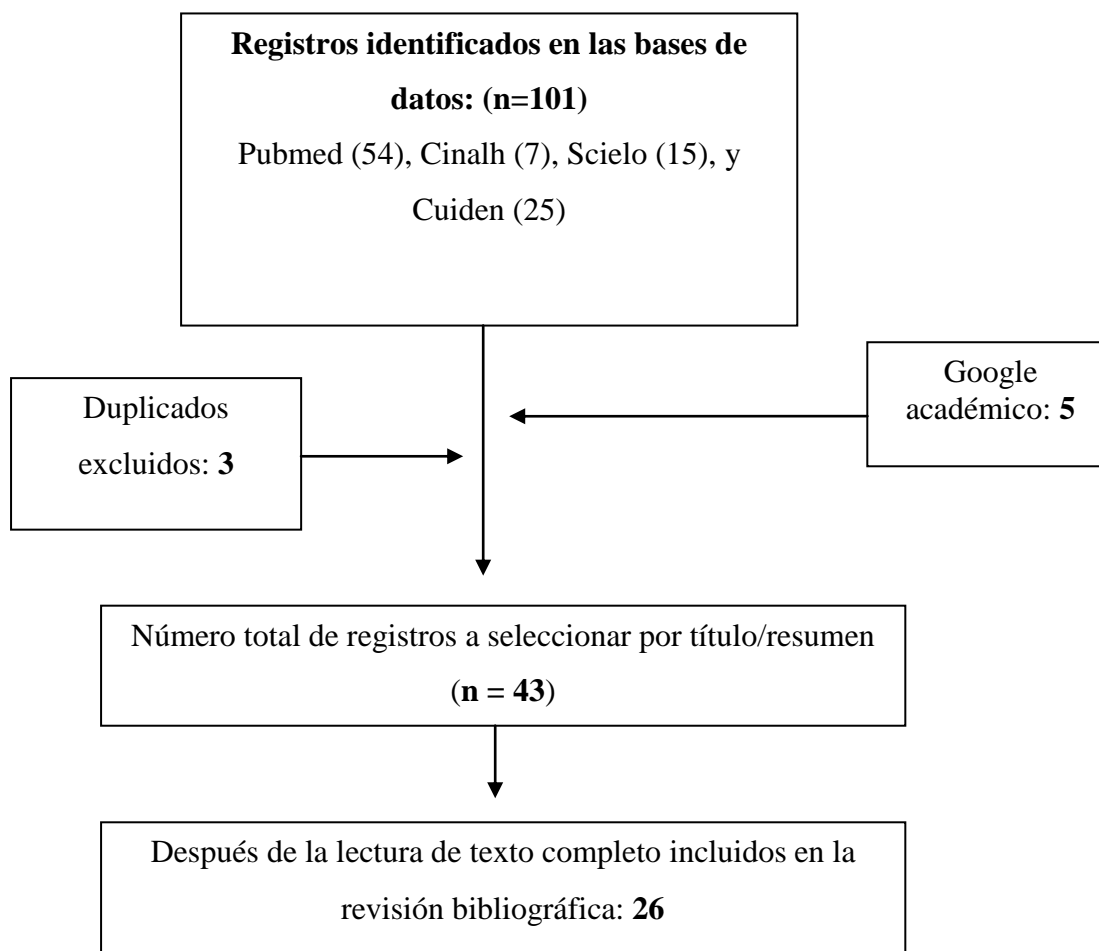 Registros identificados en las bases de
datos: (n=101)
Pubmed (54), Cinalh (7), Scielo (15), y
Cuiden (25)
Google
académico: 5
Duplicados
excluidos: 3
Número total de registros a seleccionar por título/resumen
(n = 43)
Después de la lectura de texto completo incluidos en la
revisión bibliográfica: 26